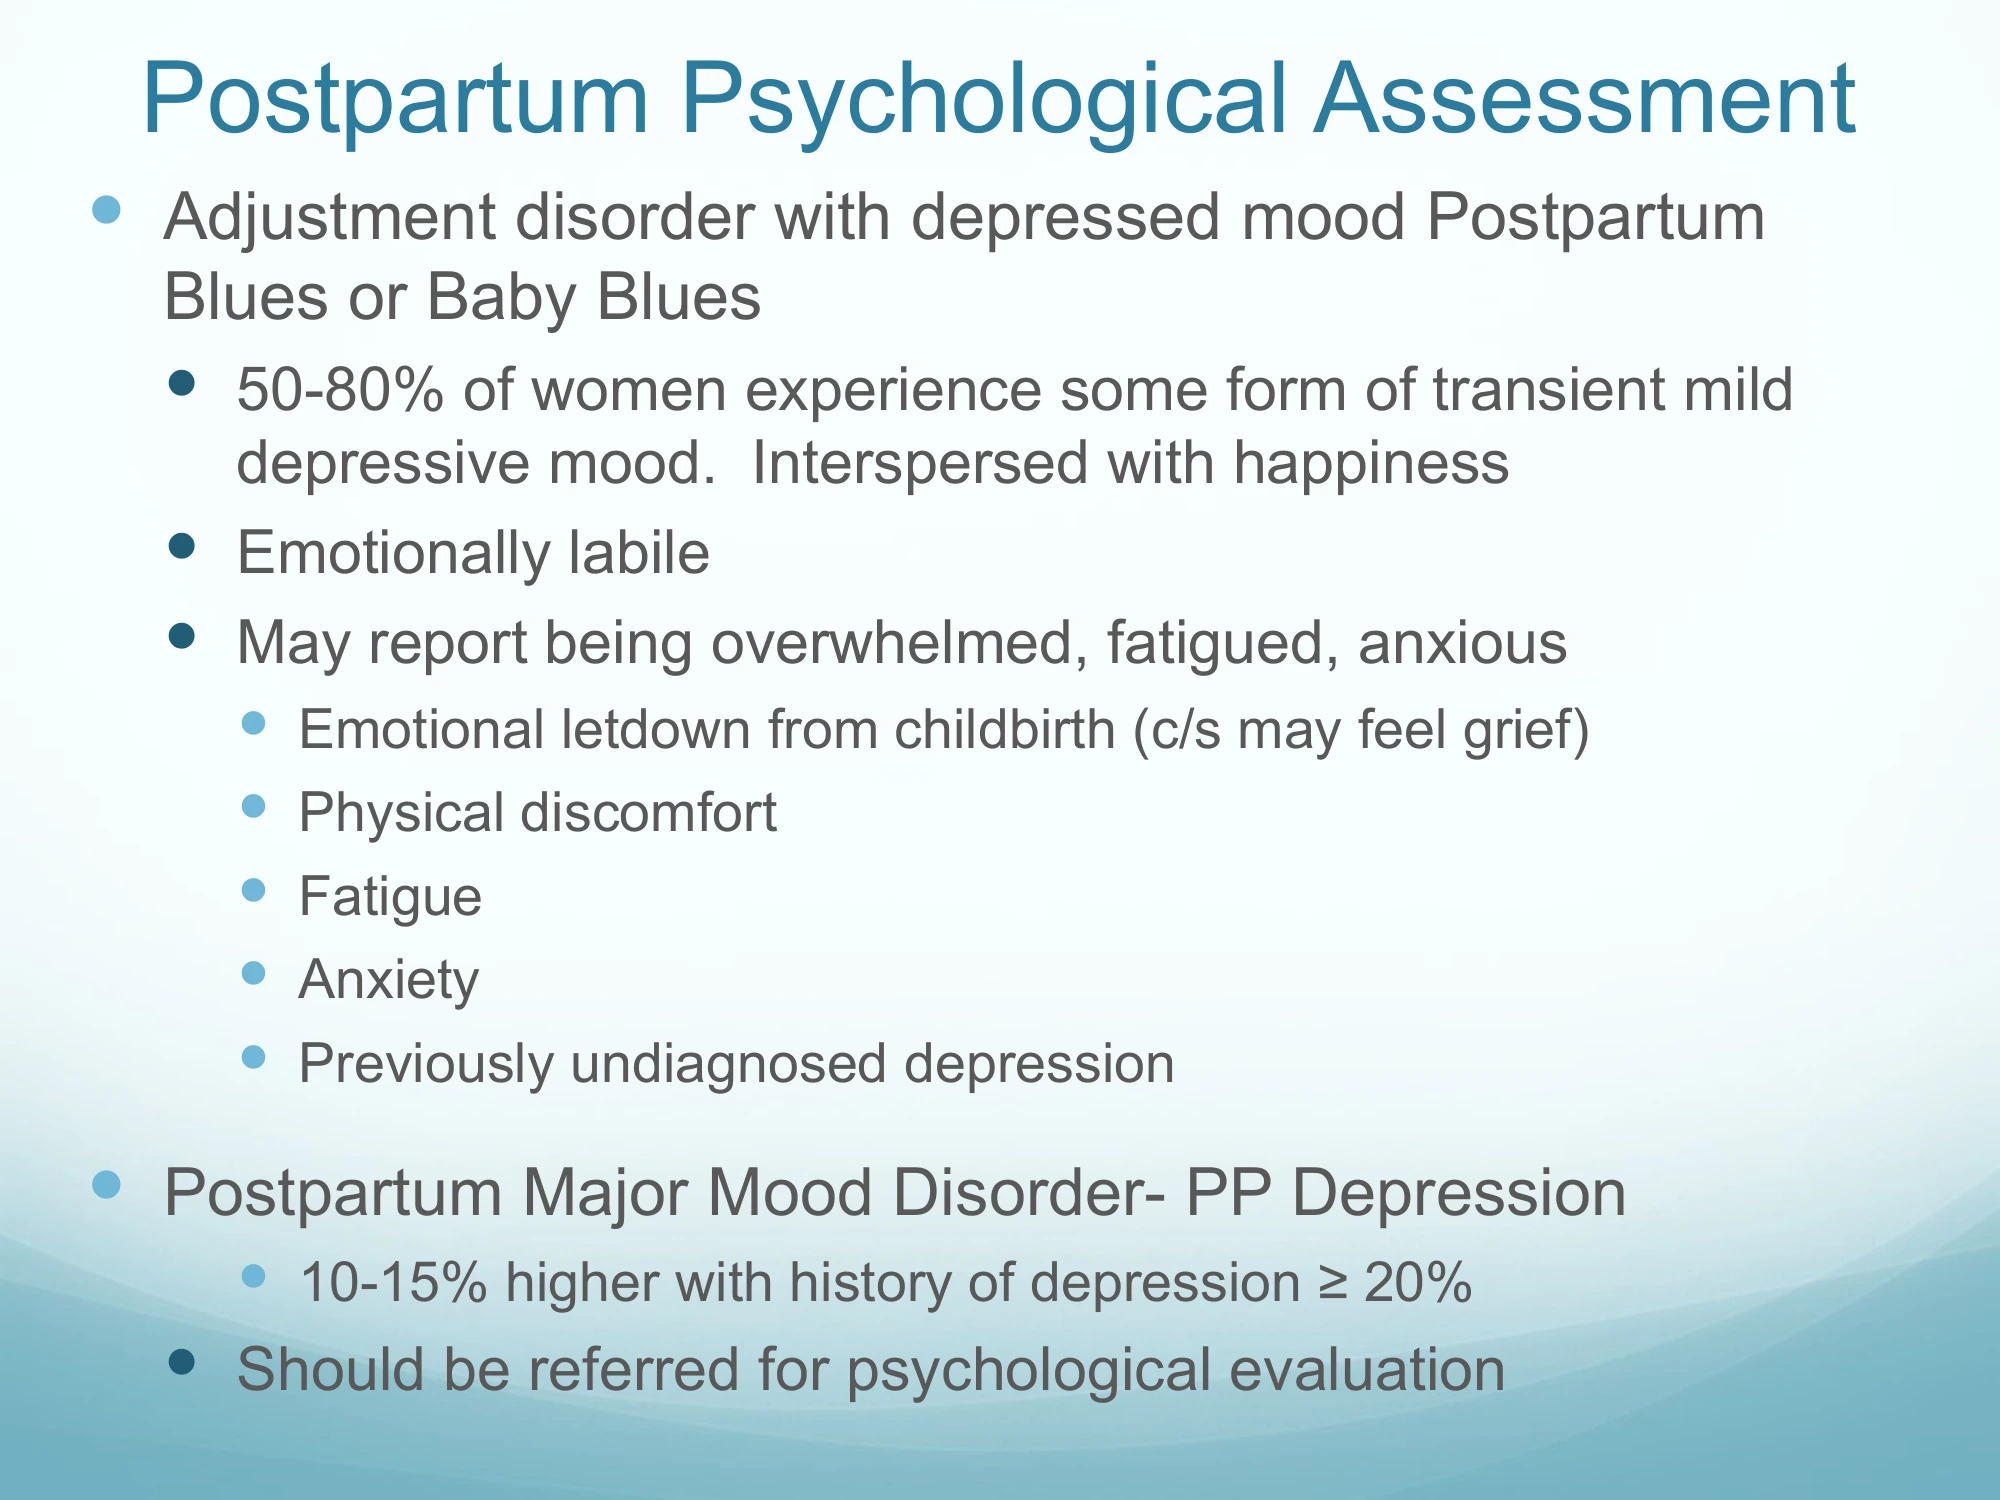 Postpartum Psychological Assessment
Adjustment disorder with depressed mood Postpartum
Blues or Baby Blues
50-80% of women experience some form of transient mild
depressive mood.  Interspersed with happiness
Emotionally labile
May report being overwhelmed, fatigued, anxious
Emotional letdown from childbirth (c/s may feel grief)
Physical discomfort
Fatigue
Anxiety
Previously undiagnosed depression
Postpartum Major Mood Disorder- PP Depression
10-15% higher with history of depression ≥ 20%
Should be referred for psychological evaluation